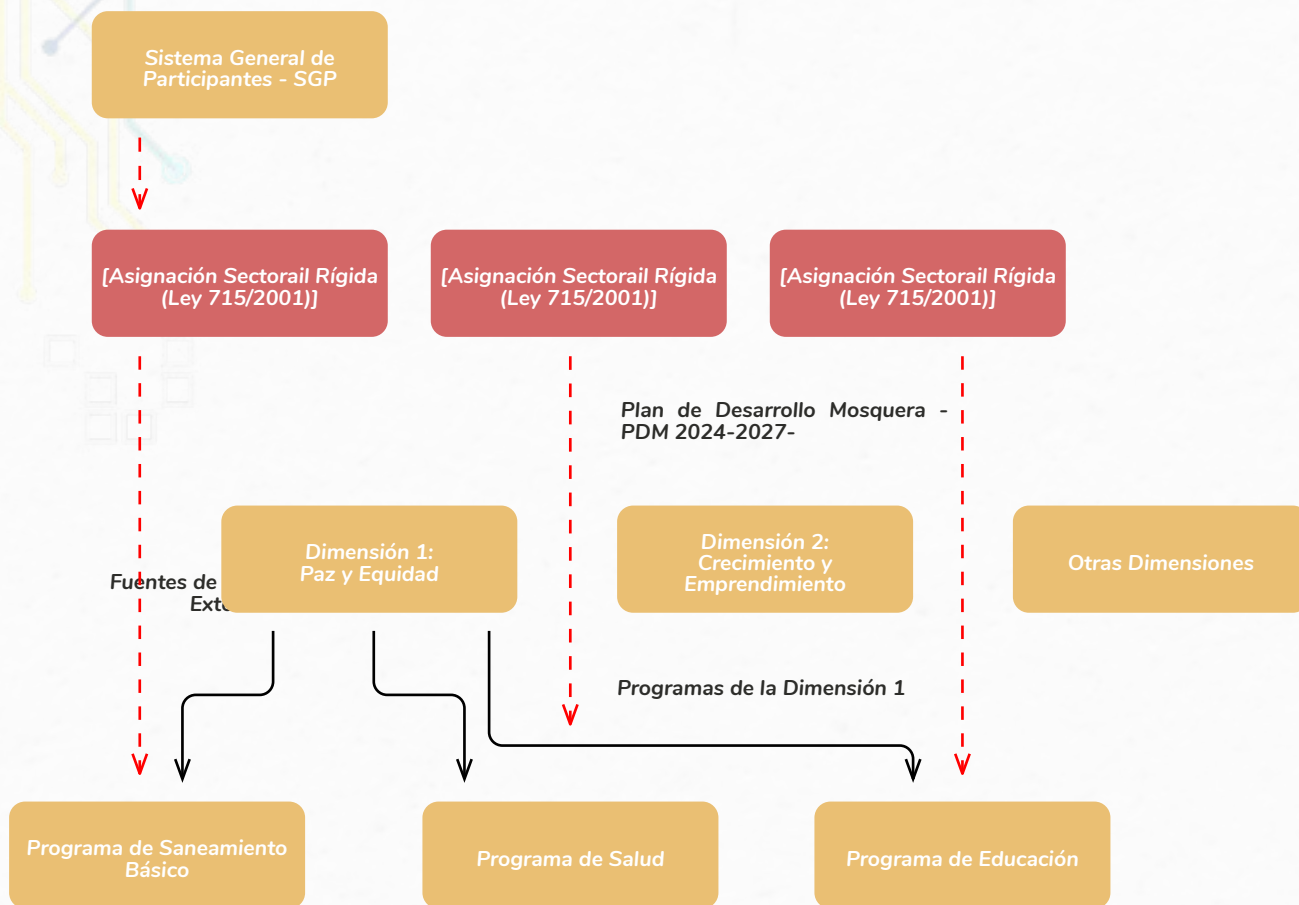 Sistema General de
Participantes - SGP
[Asignación Sectorail Rígida
(Ley 715/2001)]
[Asignación Sectorail Rígida
(Ley 715/2001)]
[Asignación Sectorail Rígida
(Ley 715/2001)]
Plan de Desarrollo Mosquera -
PDM 2024-2027-
Dimensión 1:
Paz y Equidad
Dimensión 2:
Crecimiento y
Emprendimiento
Otras Dimensiones
Fuentes de
Programas de la Dimensión 1
Programa de Saneamiento
Básico
Programa de Salud
Programa de Educación